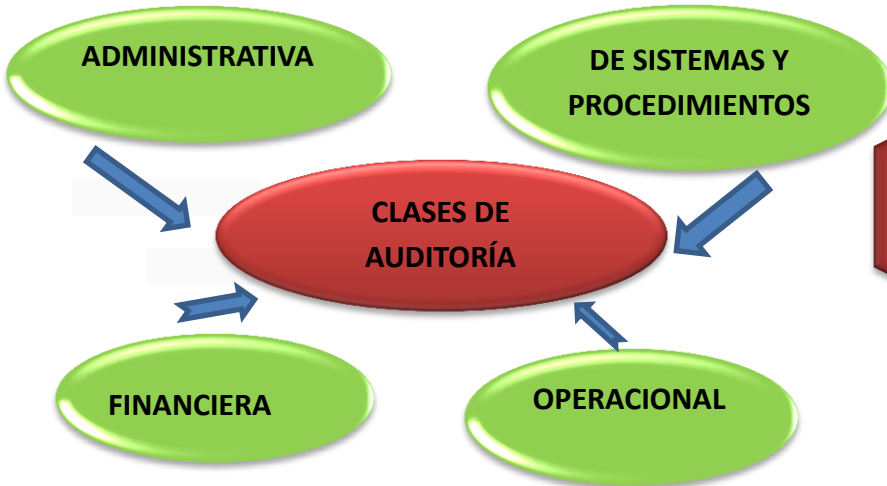 ADMINISTRATIVA
DE SISTEMAS Y
PROCEDIMIENTOS
CLASES DE
AUDITORÍA
FINANCIERA
OPERACIONAL